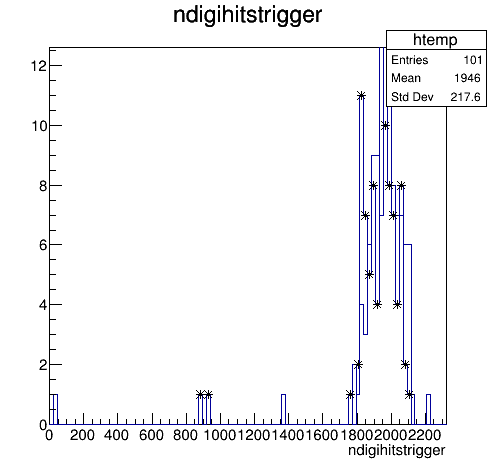 ndigihitstrigger
htemp
Entries 101
Mean 1946
Std Dev 217.6
12
10
8
6
4
2
0
0 200 400 600 800 1000 1200 1400 1600 1800 2000 2200
ndigihitstrigger